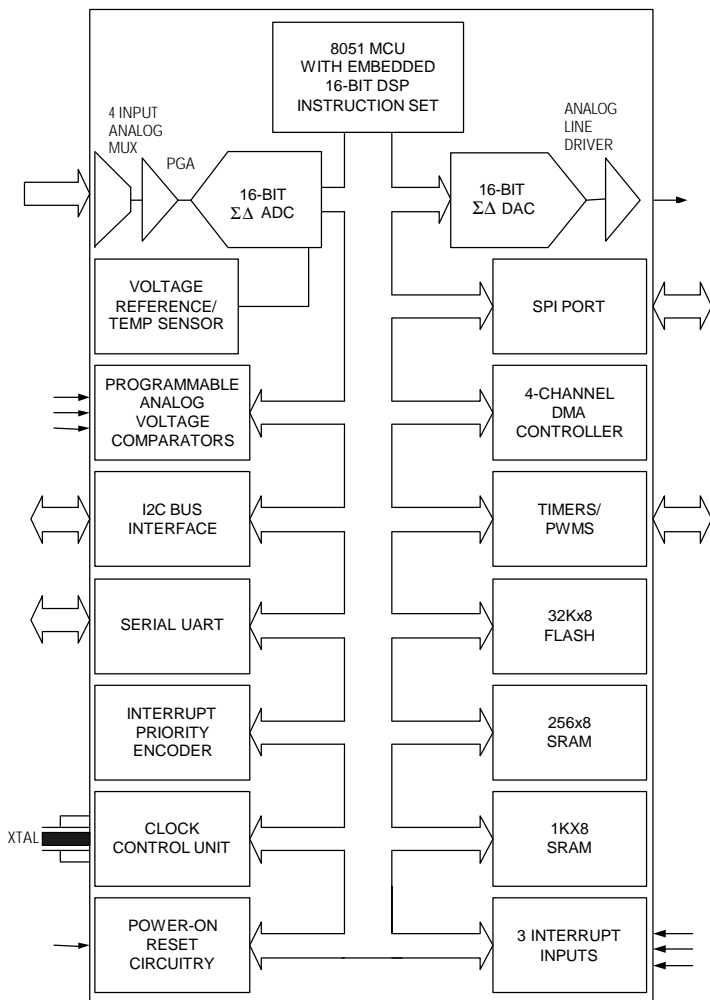 8051 MCU
WITH EMBEDDED
16-BIT DSP
INSTRUCTION SET
4 INPUT
ANALOG
MUX
PGA
16-BIT
ΣΔ ADC
16-BIT
ΣΔ DAC
ANALOG
LINE
DRIVER
VOLTAGE
REFERENCE/
TEMP SENSOR
SPI PORT
PROGRAMMABLE
ANALOG
VOLTAGE
COMPARATORS
4-CHANNEL
DMA
CONTROLLER
I2C BUS
INTERFACE
TIMERS/
PWMS
SERIAL UART
32Kx8
FLASH
INTERRUPT
PRIORITY
ENCODER
256x8
SRAM
XTAL
CLOCK
CONTROL UNIT
1KX8
SRAM
POWER-ON
RESET
CIRCUITRY
3 INTERRUPT
INPUTS